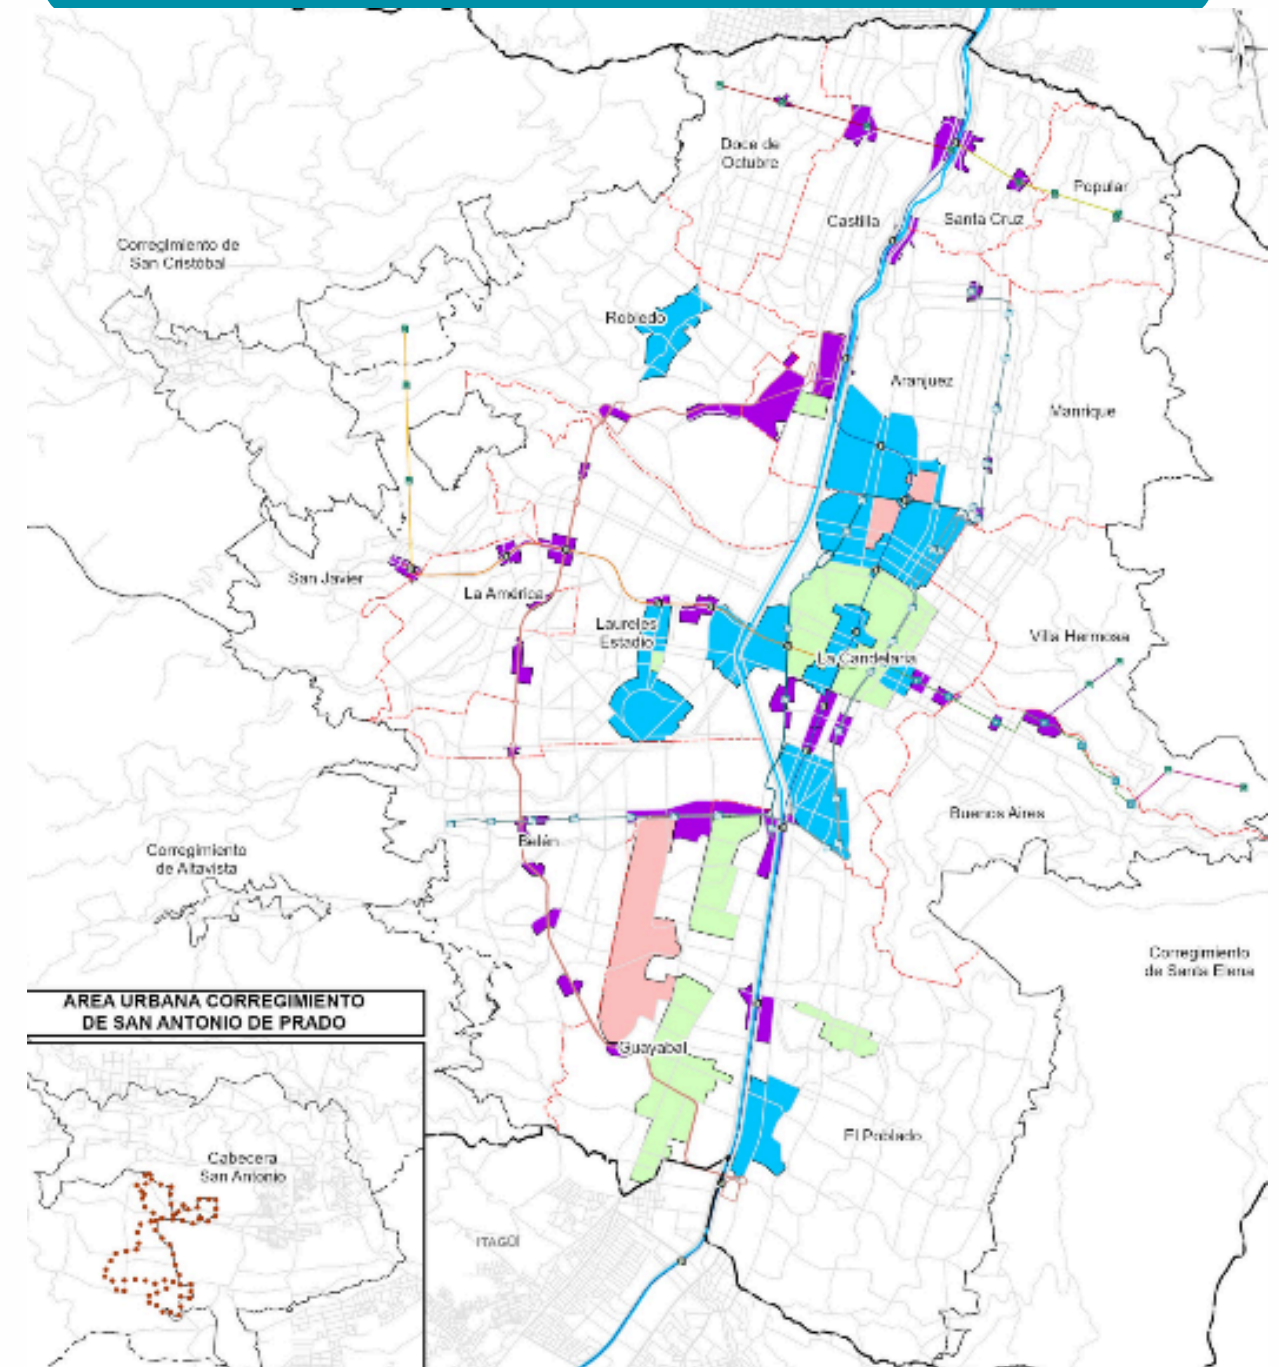 Doce de
Octubre
Popular
Castilla
Santa Cruz
Corregimiento de
San Cristóbal
Robledo
Aranjuez
Manrique
San Javier
La América
Laureles
Estadio
Villa Hermosa
La Candelaria
Buenos Aires
Belén
Corregimiento
de Altavista
Corregimiento
de Santa Elena
AREA URBANA CORREGIMIENTO
DE SAN ANTONIO DE PRADO
Guayabal
El Poblado
Cabecera
San Antonio
ITAGÜÍ